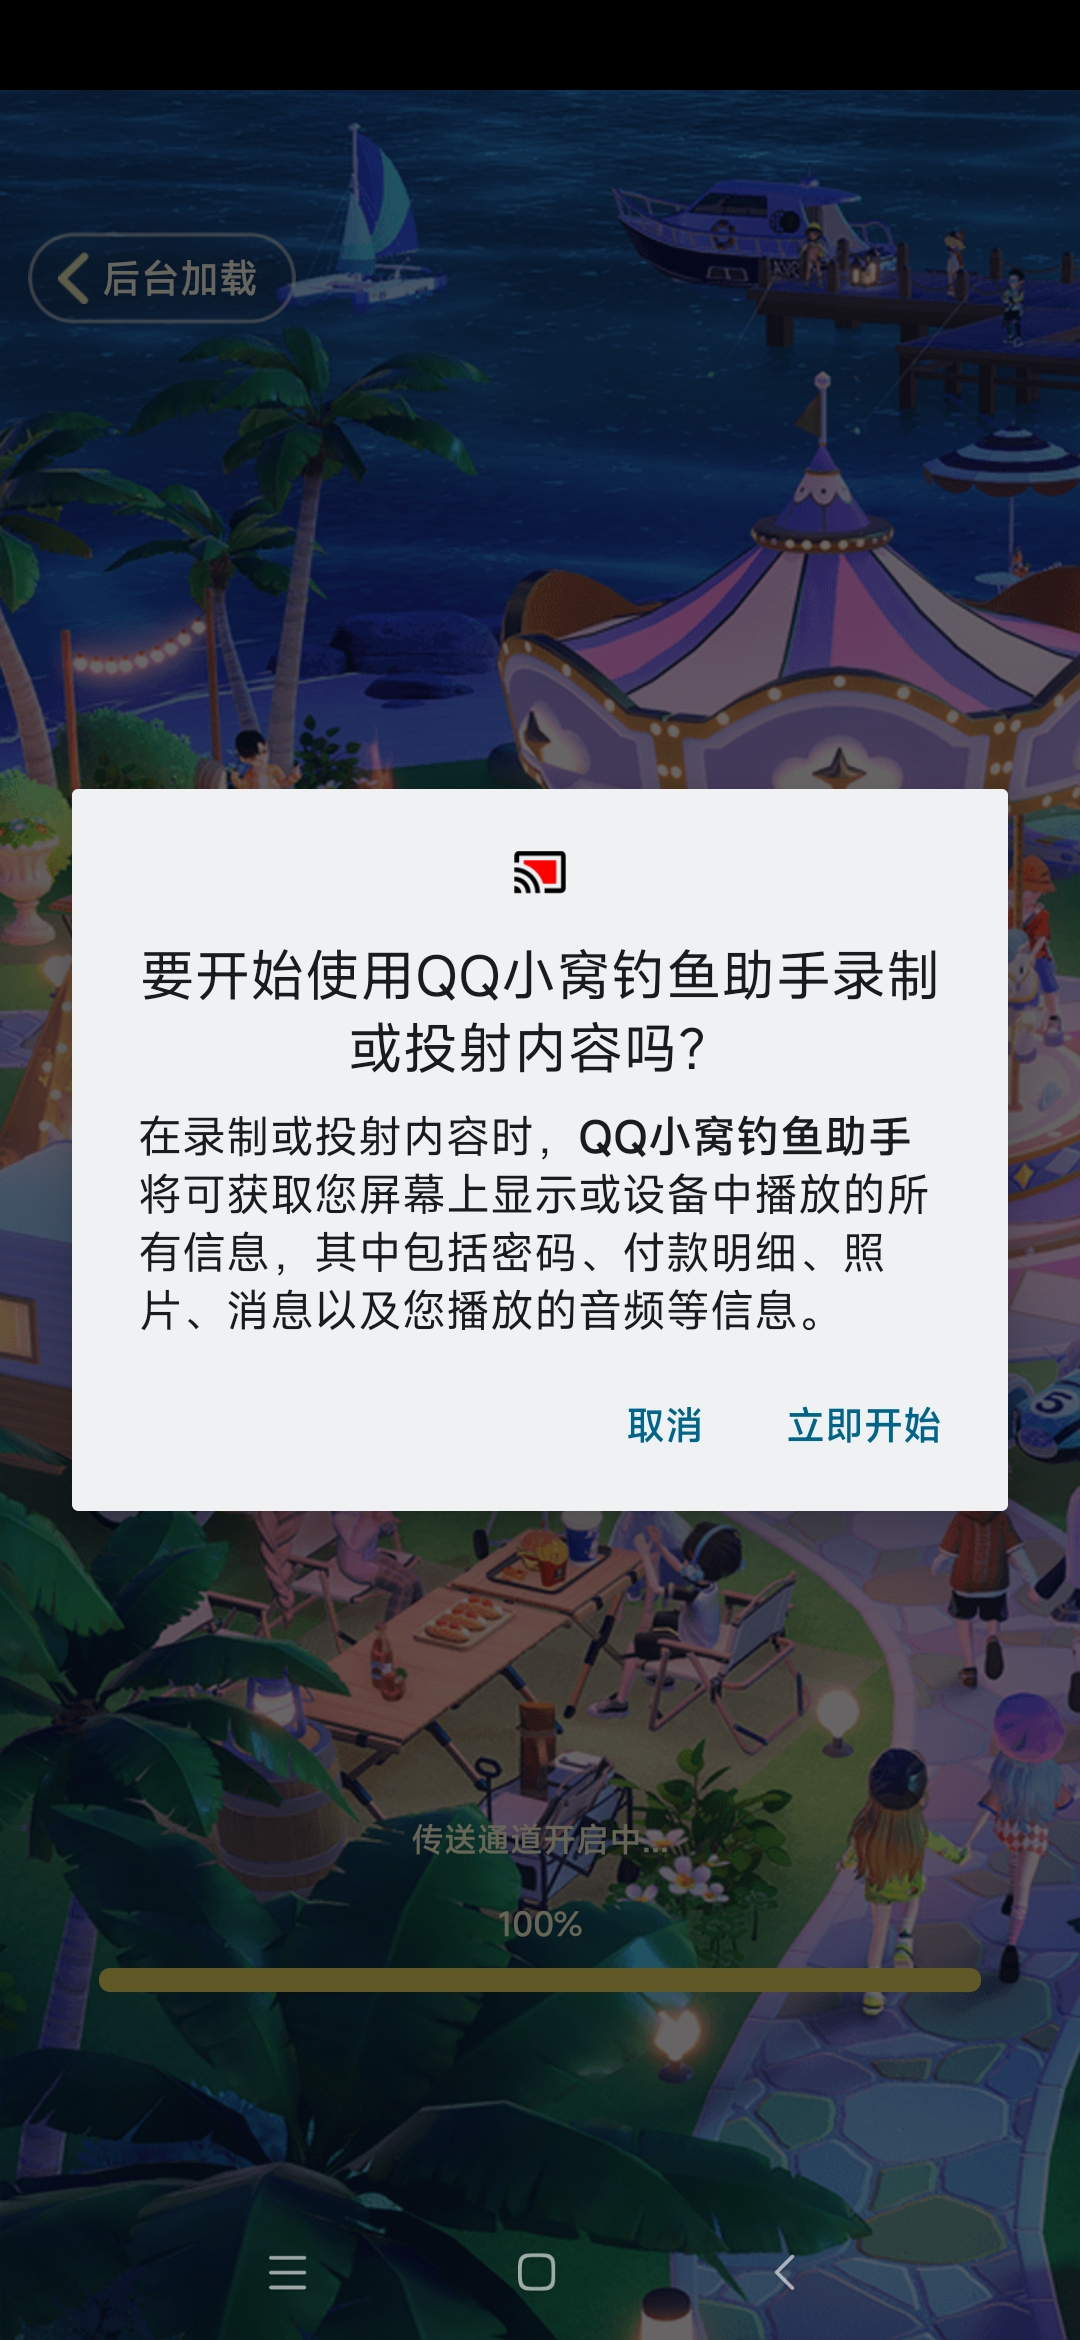 后台加载
要开始使用QQ小窝钓鱼助手录制
或投射内容吗？
在录制或投射内容时，QQ小窝钓鱼助手
将可获取您屏幕上显示或设备中播放的所
有信息，其中包括密码、付款明细、照
片、消息以及您播放的音频等信息。
取消 立即开始
5
传送通道开启中...
100%